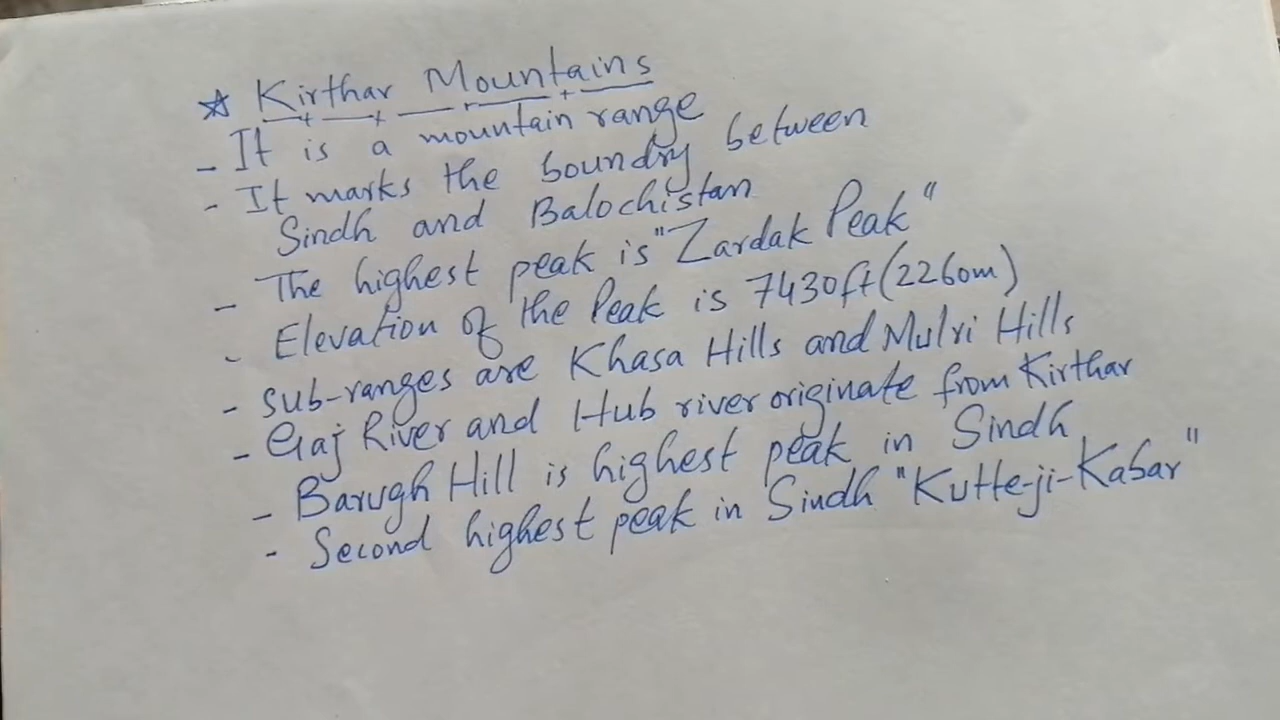 ☆ Kirthar Mountains
- It is a mountain range
- It marks the boundry between
Sindh and Balochistan
- The highest peak is "Zardak Peak"
- Elevation of the Peak is 7430ft (2260m)
- Sub-ranges are Khasa Hills and Mulri Hills
- Gaj River and Hub river originate from Kirthar
- Barugh Hill is highest peak in Sindh
- Second highest peak in Sindh "Kutte-ji-Kabar"